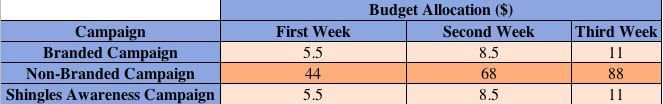 Budget Allocation ($)
Campaign First Week Second Week Third Week
Branded Campaign 5.5 8.5 11
Non-Branded Campaign 44 68 88
Shingles Awareness Campaign 5.5 8.5 11